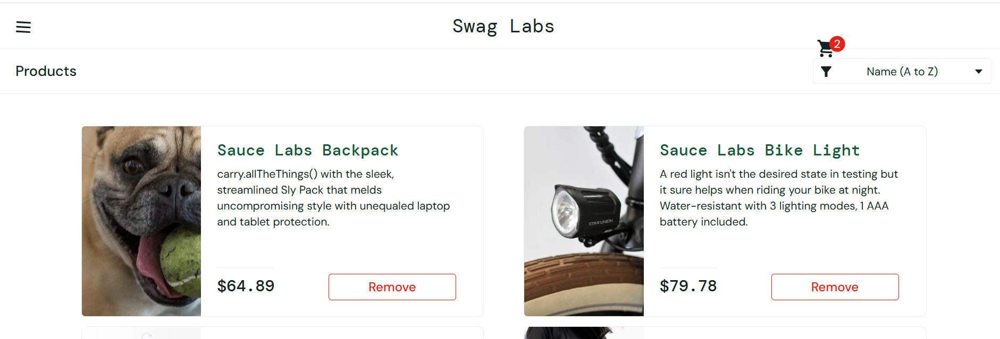 Swag Labs
2
Products
Name (A to Z)
Sauce Labs Backpack
carry.allTheThings() with the sleek,
streamlined Sly Pack that melds
uncompromising style with unequaled laptop
and tablet protection.
$64.89
Remove
Sauce Labs Bike Light
A red light isn't the desired state in testing but
it sure helps when riding your bike at night.
Water-resistant with 3 lighting modes, 1 AAA
battery included.
STAR UNION
$79.78
Remove